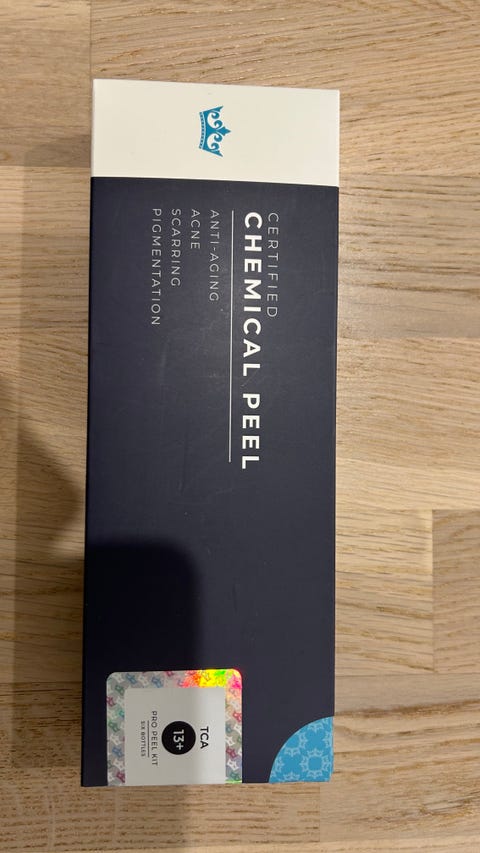 CERTIFIED
CHEMICAL PEEL
ANTI-AGING
ACNE
SCARRING
PIGMENTATION
TCA
13+
PRO PEEL KIT
SIX BOTTLES